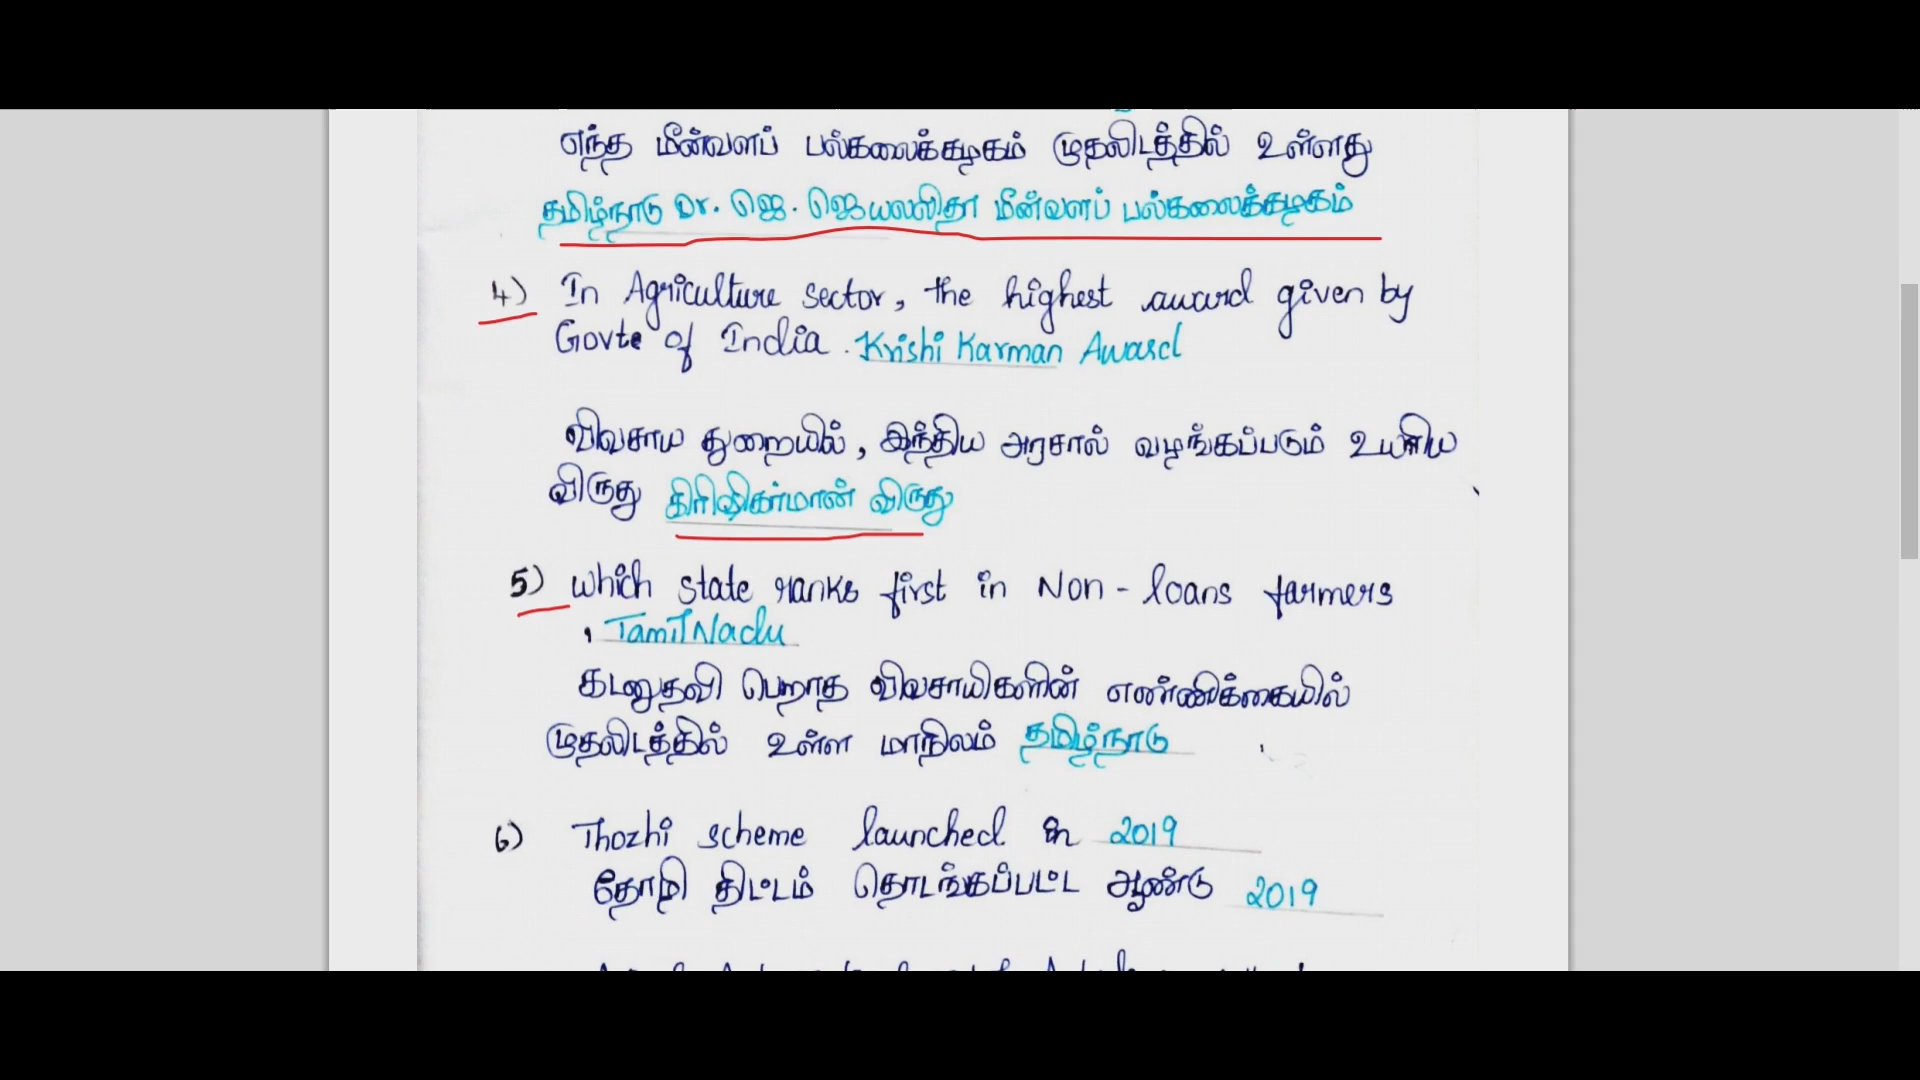 எந்த மீன்வளப் பல்கலைக்கழகம் முதலிடத்தில் உள்ளது
தமிழ்நாடு Dr. ஜெ. ஜெயலலிதா மீன்வளப் பல்கலைக்கழகம்
4) In Agriculture sector, the highest award given by
Govte of India. Krishi Karman Award
விவசாய துறையில், இந்திய அரசால் வழங்கப்படும் உயரிய
விருது கிரிஷிகர்மான் விருது
5) which state ranks first in Non - loans farmers
. TamilNadu
கடனுதவி பெறாத விவசாயிகளின் எண்ணிக்கையில்
முதலிடத்தில் உள்ள மாநிலம் தமிழ்நாடு
6) Thozhi scheme launched in 2019
தோழி திட்டம் தொடங்கப்பட்ட ஆண்டு 2019